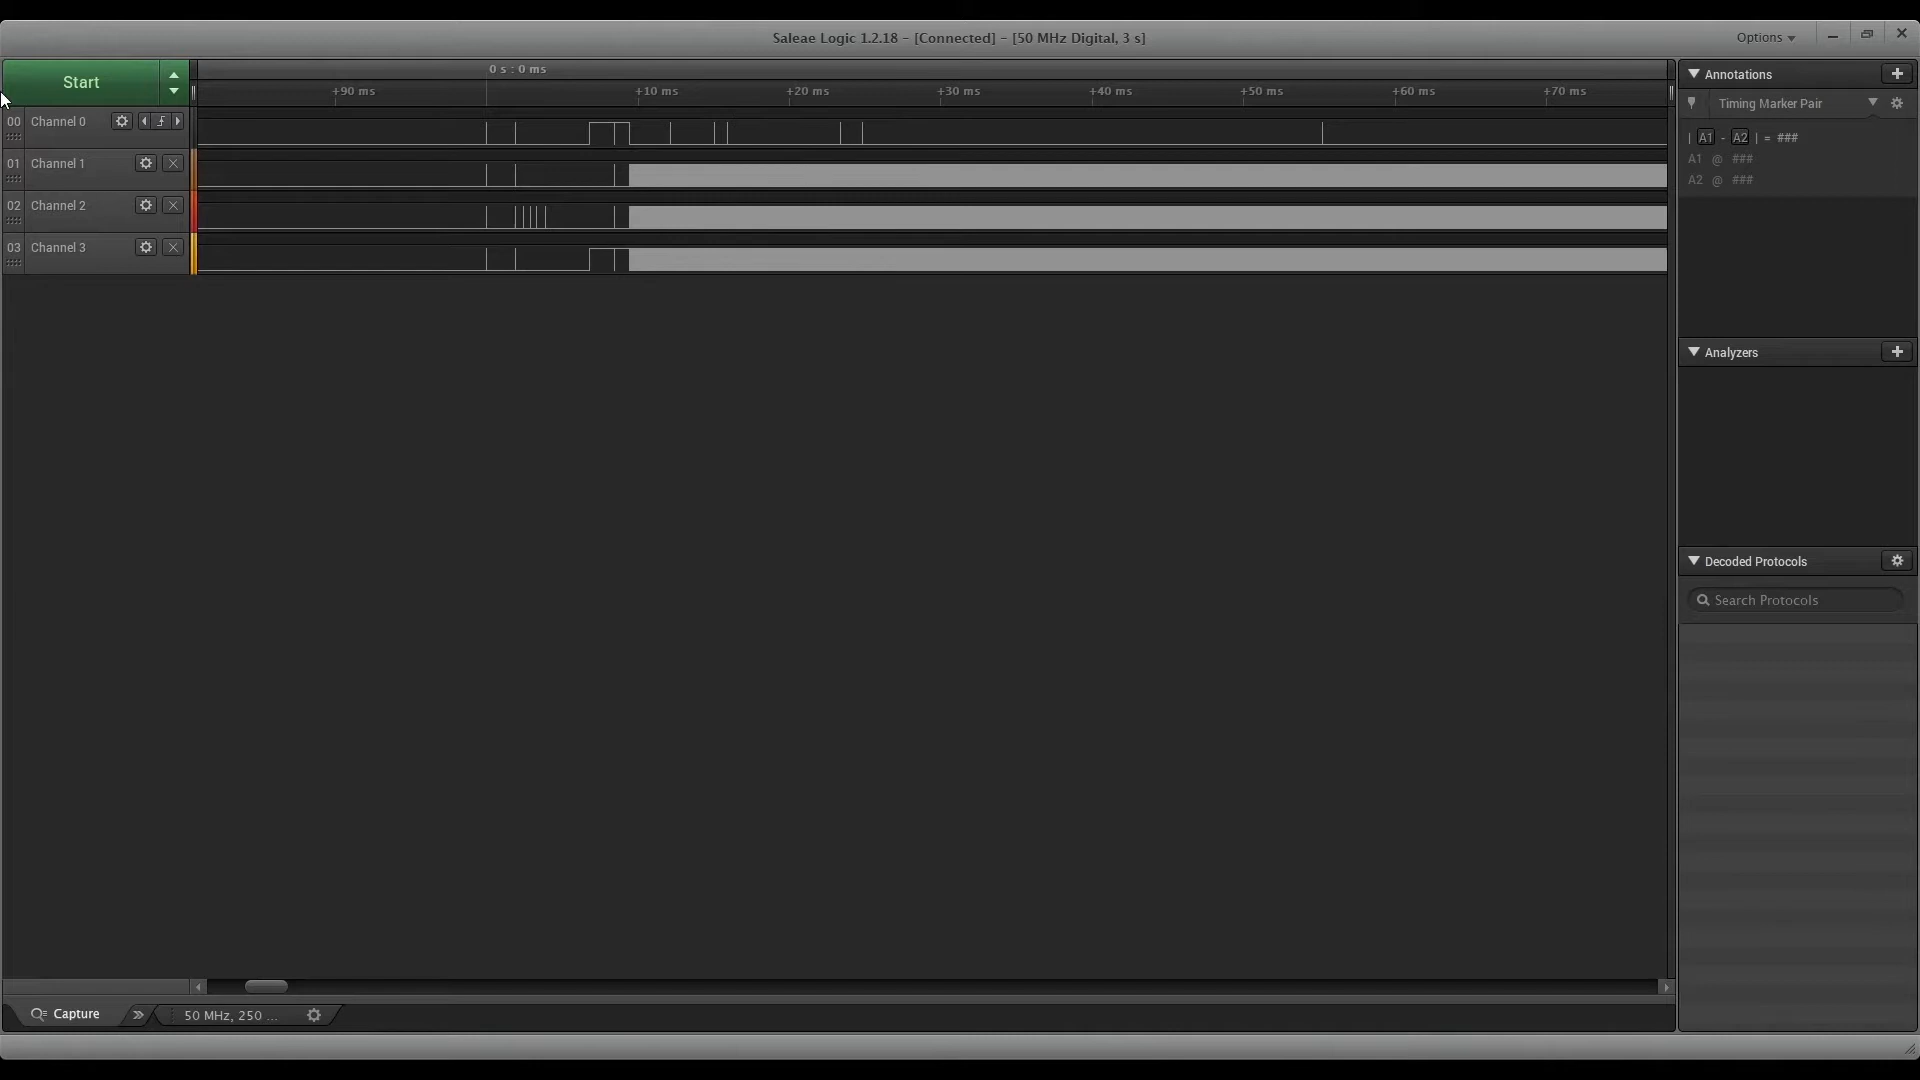 Saleae Logic 1.2.18 - [Connected] - [50 MHz Digital, 3 s]
Options
Start
0 s : 0 ms
+90 ms +10 ms +20 ms +30 ms +40 ms +50 ms +60 ms +70 ms
00 Channel 0
01 Channel 1
02 Channel 2
03 Channel 3
Annotations
Timing Marker Pair
| A1 - A2 | = ###
A1 @ ###
A2 @ ###
Analyzers
Decoded Protocols
Search Protocols
Capture
50 MHz, 250 ...